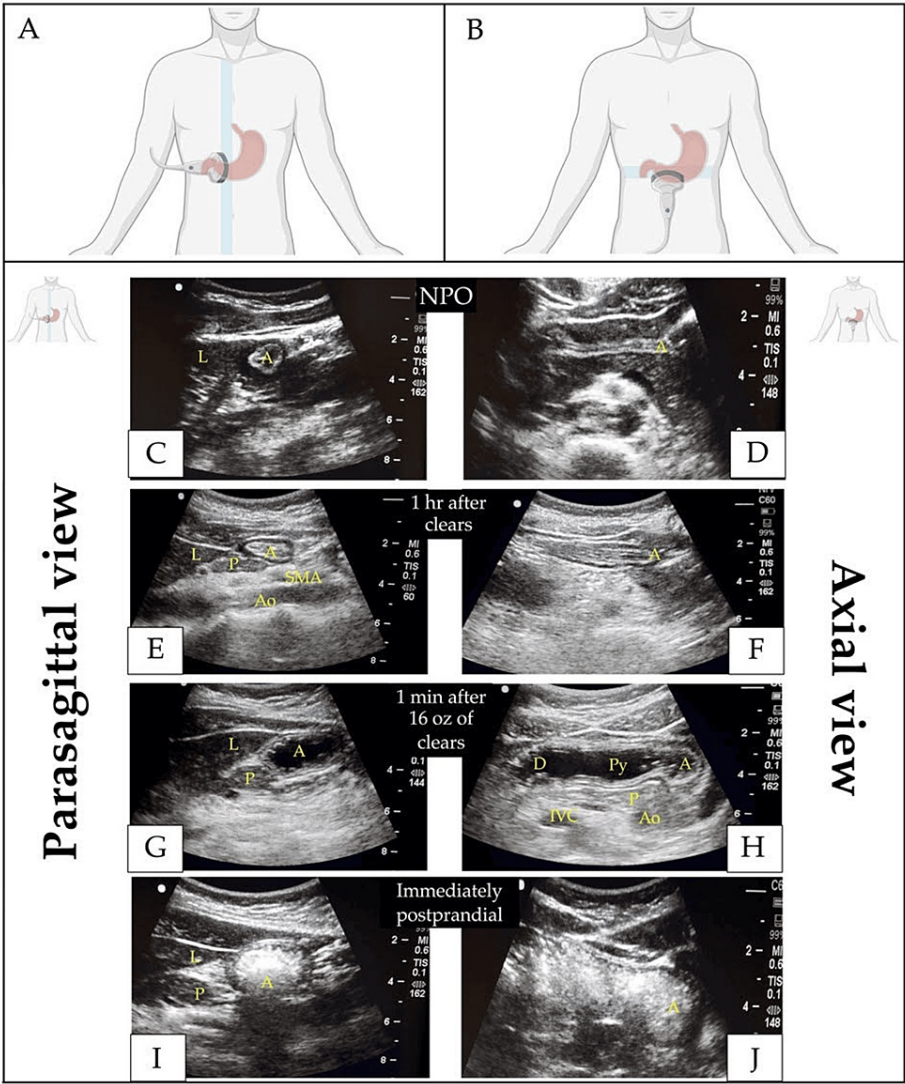 A
B
NPO
L
A
2
4
6
8
99%
MI
0.6
TIS
0.1
162
C
A
2
4
99%
MI
0.6
TIS
0.1
148
D
1 hr after
clears
L
P
A
SMA
Ao
2
4
6
8
MI
0.6
TIS
0.1
60
E
A
2
4
6
C60
99%
MI
0.6
TIS
0.1
162
F
1 min after
16 oz of
clears
L
A
P
4
6
8
0.1
144
G
D
Py
A
P
IVC
Ao
2
4
6
99%
MI
0.6
TIS
0.1
162
H
Immediately
postprandial
L
P
A
2
4
6
8
99%
MI
0.6
TIS
0.1
162
I
A
2
4
C6
99%
MI
0.6
TIS
0.1
148
J
Parasagittal view
Axial view